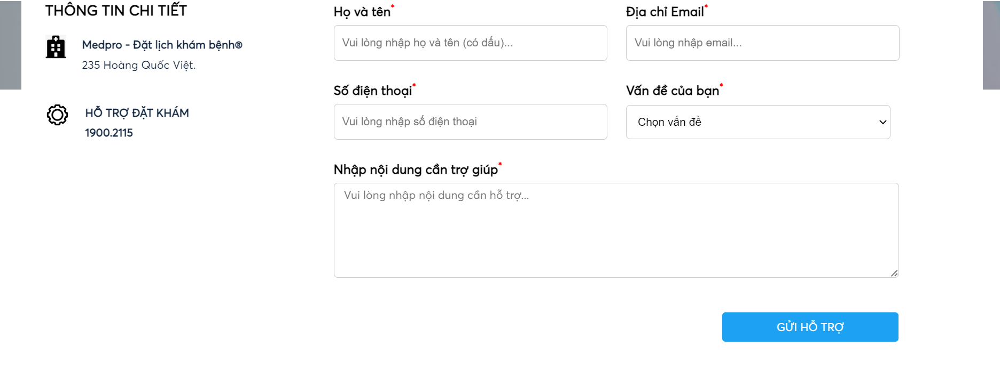 THÔNG TIN CHI TIẾT
Medpro - Đặt lịch khám bệnh®
235 Hoàng Quốc Việt.
HỖ TRỢ ĐẶT KHÁM
1900.2115
Họ và tên*
Vui lòng nhập họ và tên (có dấu)...
Địa chỉ Email*
Vui lòng nhập email...
Số điện thoại*
Vui lòng nhập số điện thoại
Vấn đề của bạn*
Chọn vấn đề
Nhập nội dung cần trợ giúp*
Vui lòng nhập nội dung cần hỗ trợ...
GỬI HỖ TRỢ